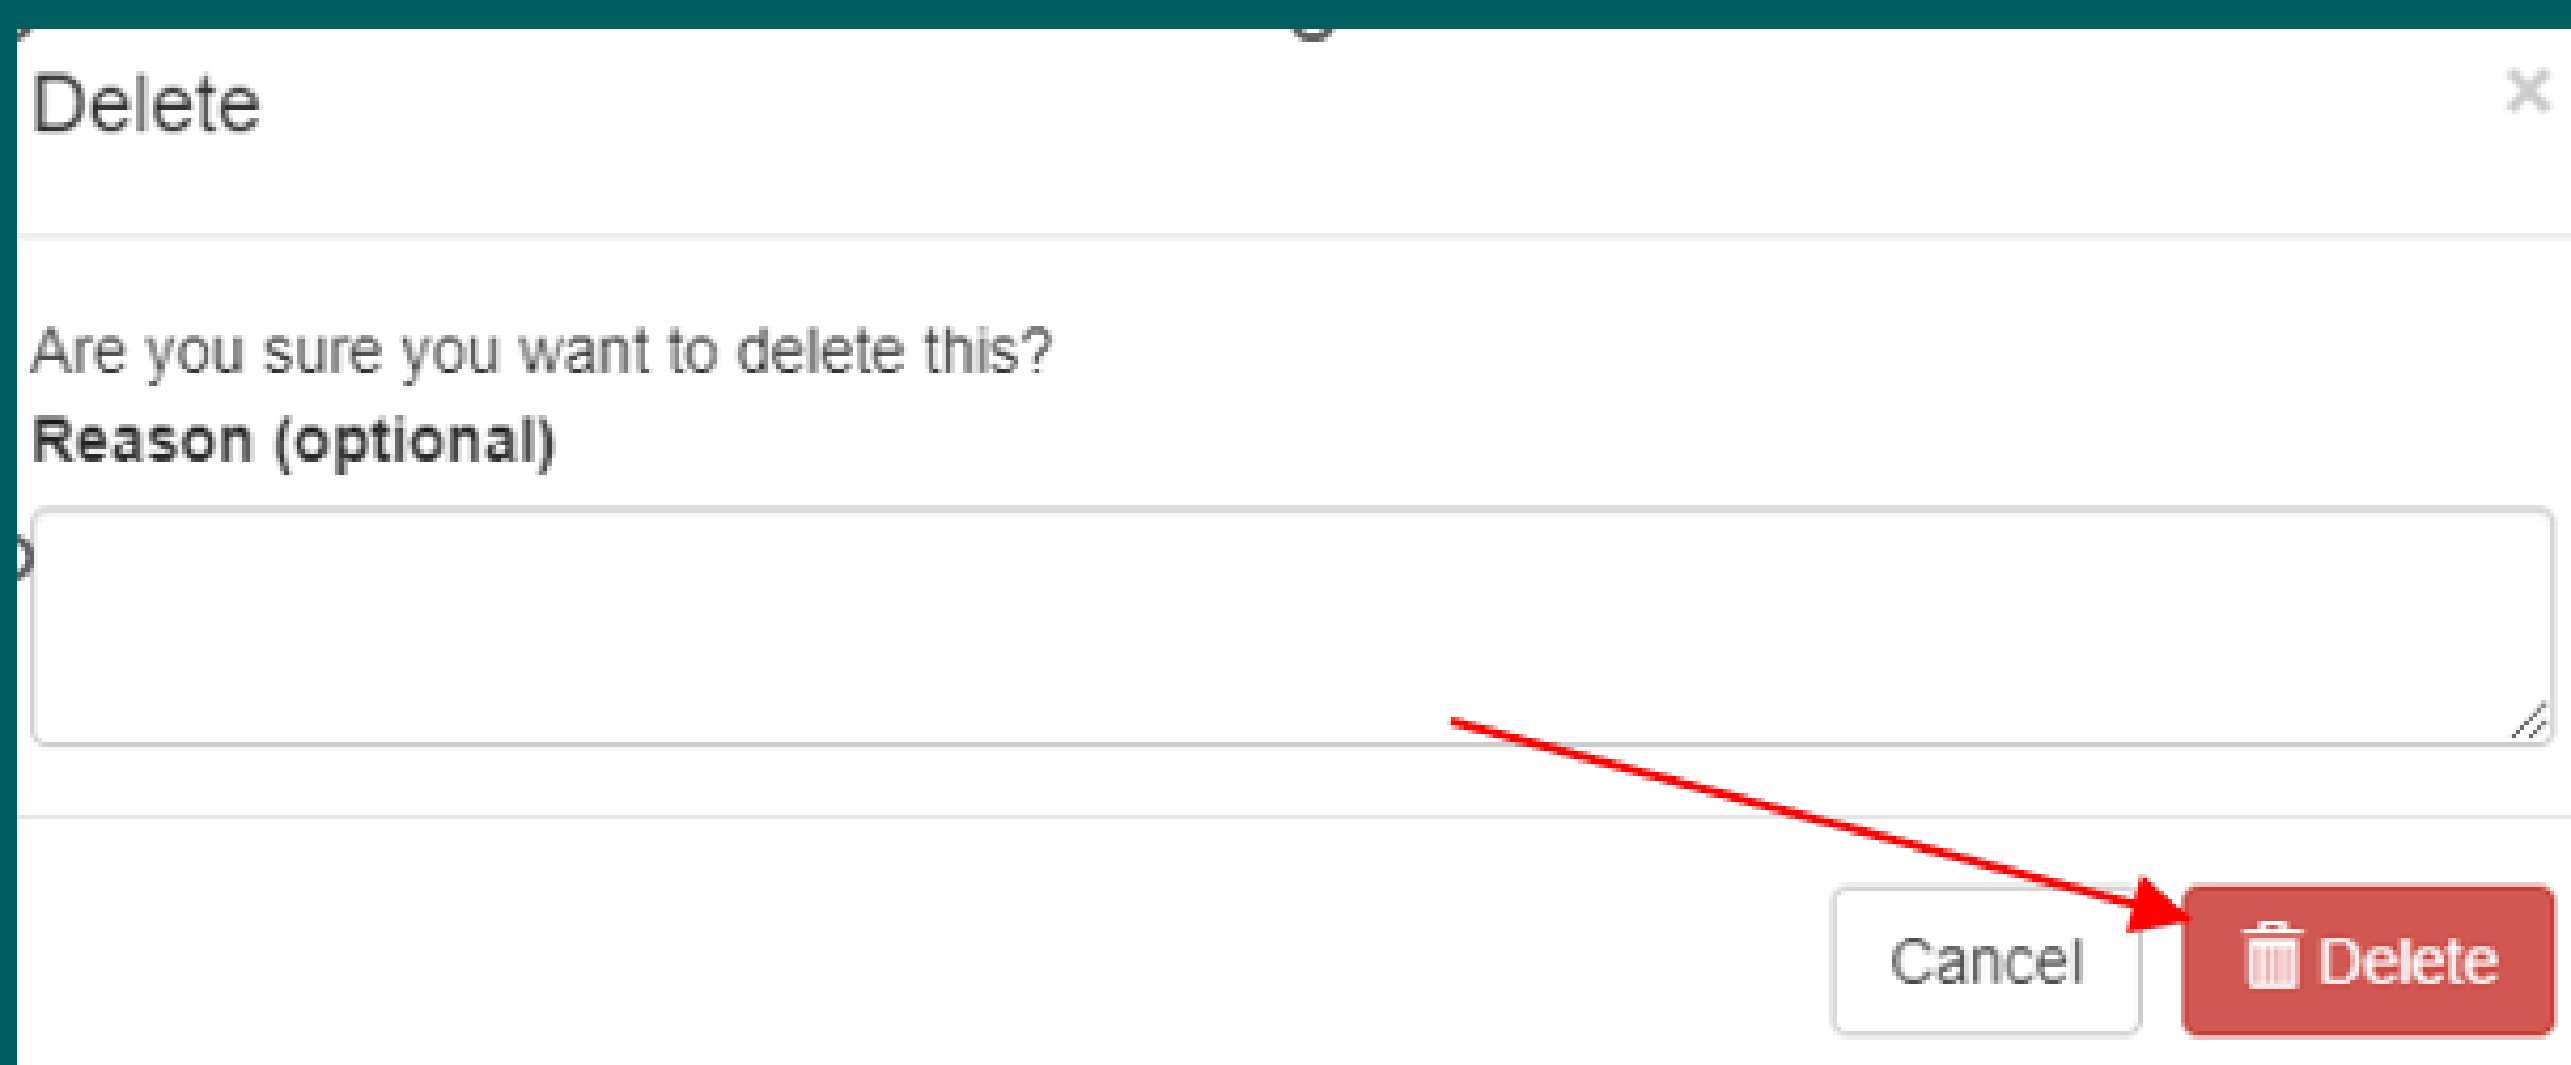 Delete
×
Are you sure you want to delete this?
Reason (optional)
Cancel
Delete